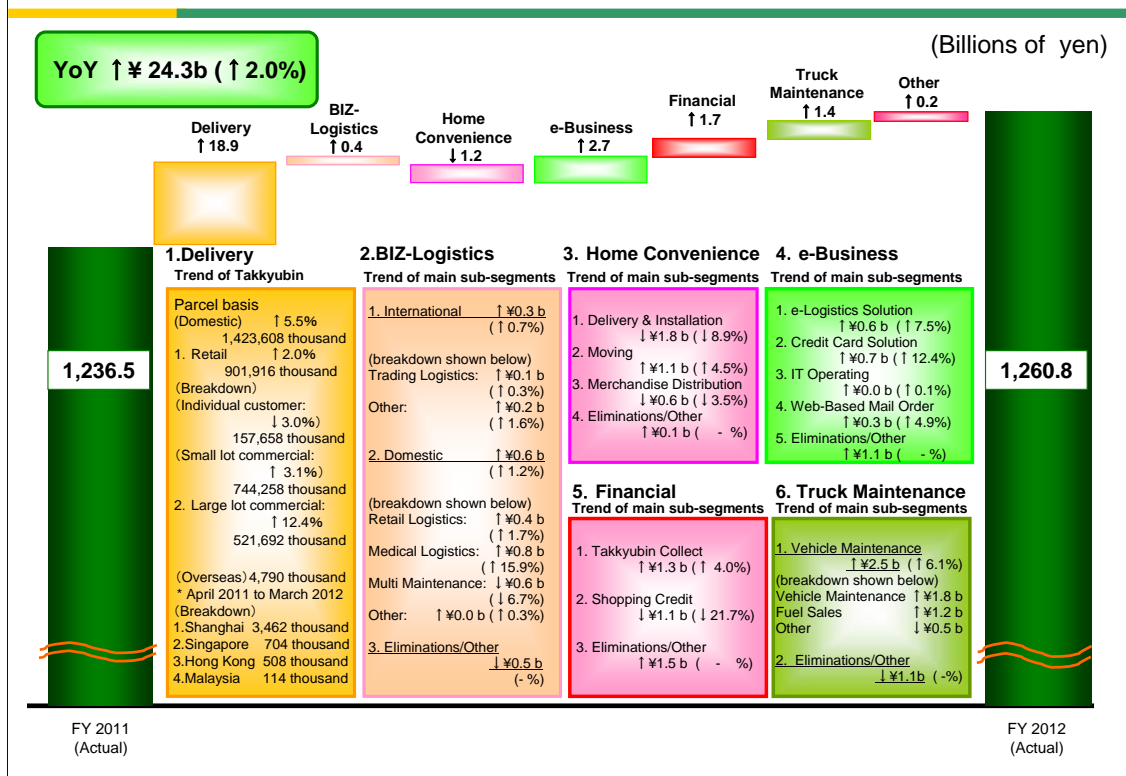 (Billions of yen)
YoY ↑¥ 24.3b (↑2.0%)
Delivery
↑18.9
BIZ-
Logistics
↑0.4
Home
Convenience
↓1.2
e-Business
↑2.7
Financial
↑1.7
Truck
Maintenance
↑1.4
Other
↑0.2
1,236.5
1.Delivery
Trend of Takkyubin
Parcel basis
(Domestic) ↑5.5%
1,423,608 thousand
1. Retail ↑2.0%
901,916 thousand
(Breakdown)
(Individual customer:
↓3.0%)
157,658 thousand
(Small lot commercial:
↑ 3.1%)
744,258 thousand
2. Large lot commercial:
↑12.4%
521,692 thousand
(Overseas) 4,790 thousand
* April 2011 to March 2012
(Breakdown)
1.Shanghai 3,462 thousand
2.Singapore 704 thousand
3.Hong Kong 508 thousand
4.Malaysia 114 thousand
2.BIZ-Logistics
Trend of main sub-segments
1. International ↑¥0.3 b
(↑0.7%)
(breakdown shown below)
Trading Logistics: ↑¥0.1 b
(↑0.3%)
Other: ↑¥0.2 b
(↑1.6%)
2. Domestic ↑¥0.6 b
(↑1.2%)
(breakdown shown below)
Retail Logistics: ↑¥0.4 b
(↑1.7%)
Medical Logistics: ↑¥0.8 b
(↑15.9%)
Multi Maintenance: ↓¥0.6 b
(↓6.7%)
Other: ↑¥0.0 b (↑0.3%)
3. Eliminations/Other
↓¥0.5 b
(- %)
3. Home Convenience
Trend of main sub-segments
1. Delivery & Installation
↓¥1.8 b (↓8.9%)
2. Moving
↑¥1.1 b (↑4.5%)
3. Merchandise Distribution
↓¥0.6 b (↓3.5%)
4. Eliminations/Other
↑¥0.1 b ( - %)
4. e-Business
Trend of main sub-segments
1. e-Logistics Solution
↑¥0.6 b (↑7.5%)
2. Credit Card Solution
↑¥0.7 b (↑12.4%)
3. IT Operating
↑¥0.0 b (↑0.1%)
4. Web-Based Mail Order
↑¥0.3 b (↑4.9%)
5. Eliminations/Other
↑¥1.1 b ( - %)
5. Financial
Trend of main sub-segments
1. Takkyubin Collect
↑¥1.3 b (↑ 4.0%)
2. Shopping Credit
↓¥1.1 b (↓21.7%)
3. Eliminations/Other
↑¥1.5 b ( - %)
6. Truck Maintenance
Trend of main sub-segments
1. Vehicle Maintenance
↑¥2.5 b (↑6.1%)
(breakdown shown below)
Vehicle Maintenance ↑¥1.8 b
Fuel Sales ↑¥1.2 b
Other ↓¥0.5 b
2. Eliminations/Other
↓¥1.1b (-%)
1,260.8
FY 2011
(Actual)
FY 2012
(Actual)